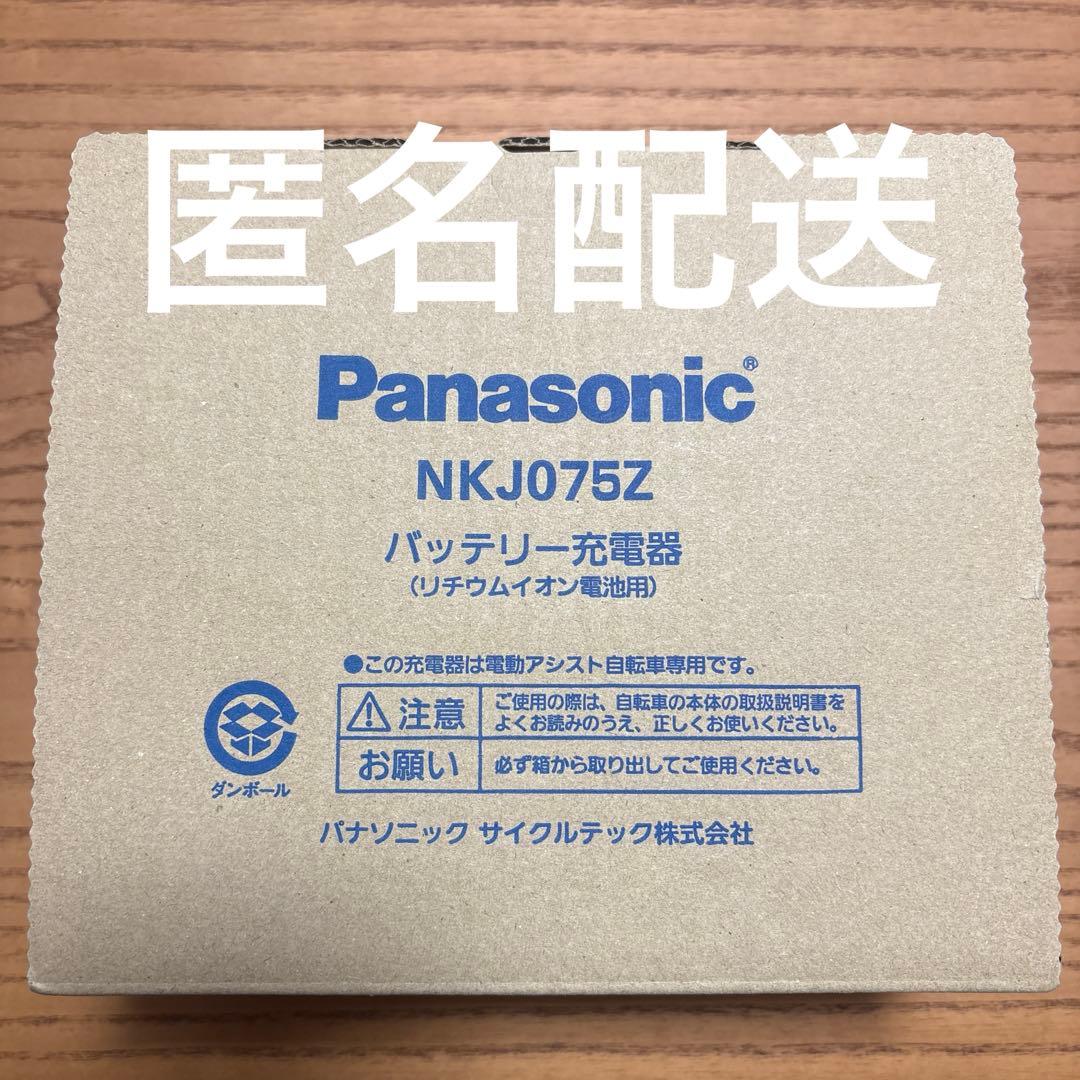 匿名配送
Panasonic®
NKJ075Z
バッテリー充電器
(リチウムイオン電池用)
●この充電器は電動アシスト自転車専用です。
注意
ご使用の際は、自転車の本体の取扱説明書を
よくお読みのうえ、正しくお使いください。
お願い
必ず箱から取り出してご使用ください。
ダンボール
パナソニック サイクルテック株式会社